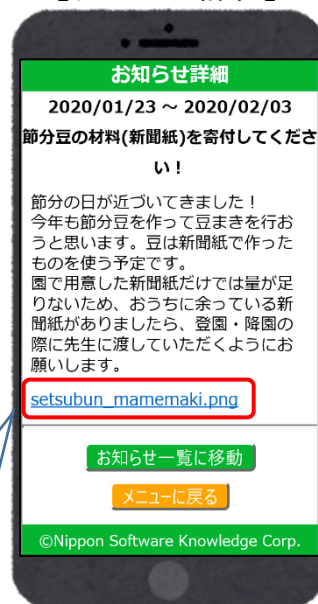 お知らせ詳細
2020/01/23 ～ 2020/02/03
節分豆の材料(新聞紙)を寄付してくださ
い！
節分の日が近づいてきました！
今年も節分豆を作って豆まきを行お
うと思います。豆は新聞紙で作った
ものを使う予定です。
園で用意した新聞紙だけでは量が足
りないため、おうちに余っている新
聞紙がありましたら、登園・降園の
際に先生に渡していただくようにお
願いします。
setsubun_mamemaki.png
お知らせ一覧に移動
メニューに戻る
©Nippon Software Knowledge Corp.